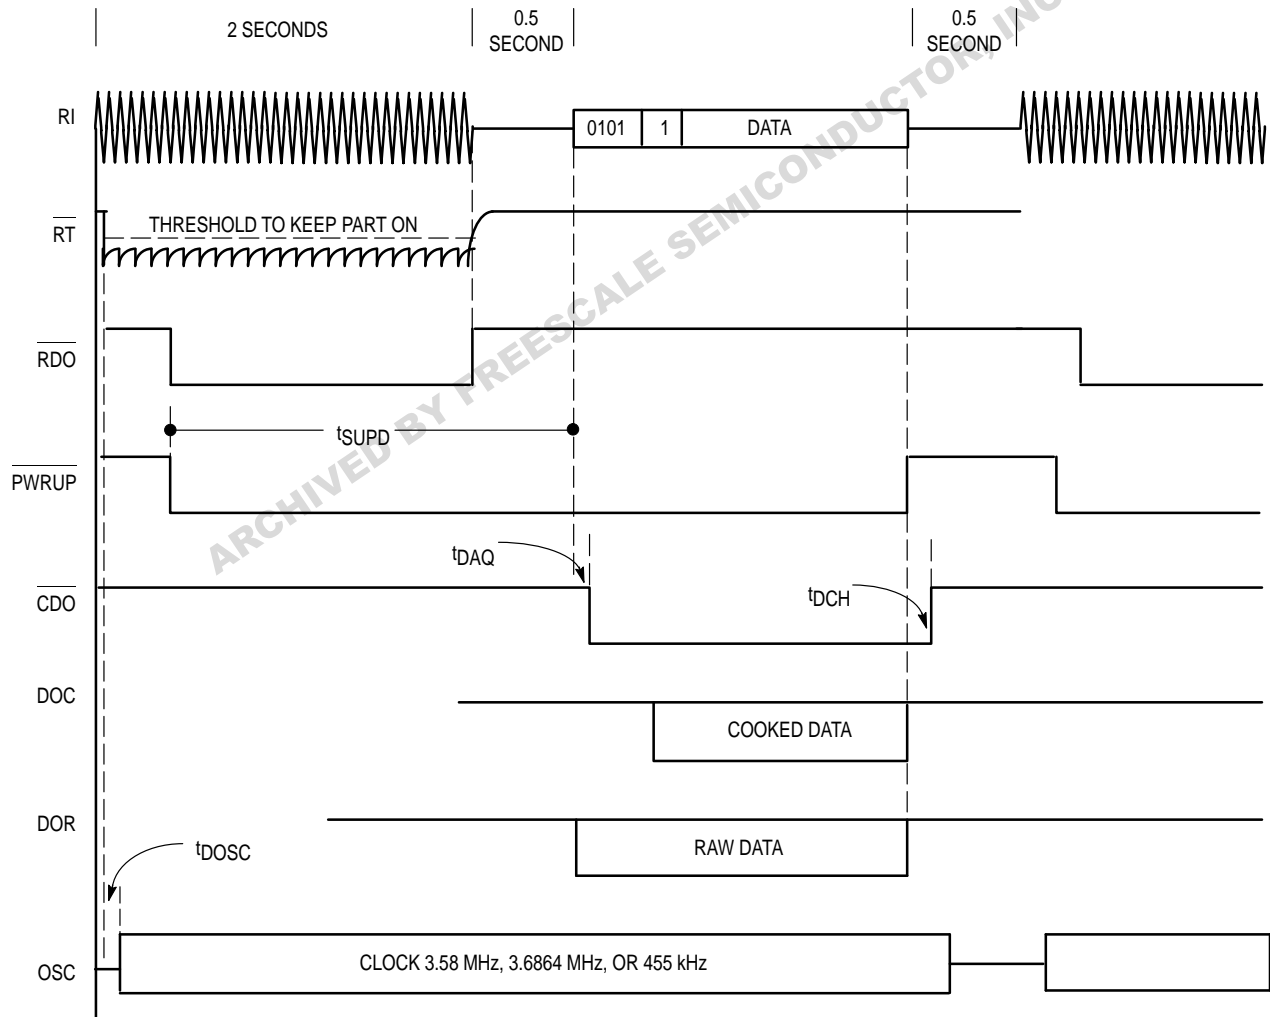 2 SECONDS
0.5
SECOND
0.5
SECOND
RI
0101 1 DATA
RT
THRESHOLD TO KEEP PART ON
RDO
tSUPD
PWRUP
tDAQ
CDO
tDCH
DOC
COOKED DATA
DOR
RAW DATA
tDOSC
OSC
CLOCK 3.58 MHz, 3.6864 MHz, OR 455 kHz
ARCHIVED BY FREESCALE SEMICONDUCTOR, INC